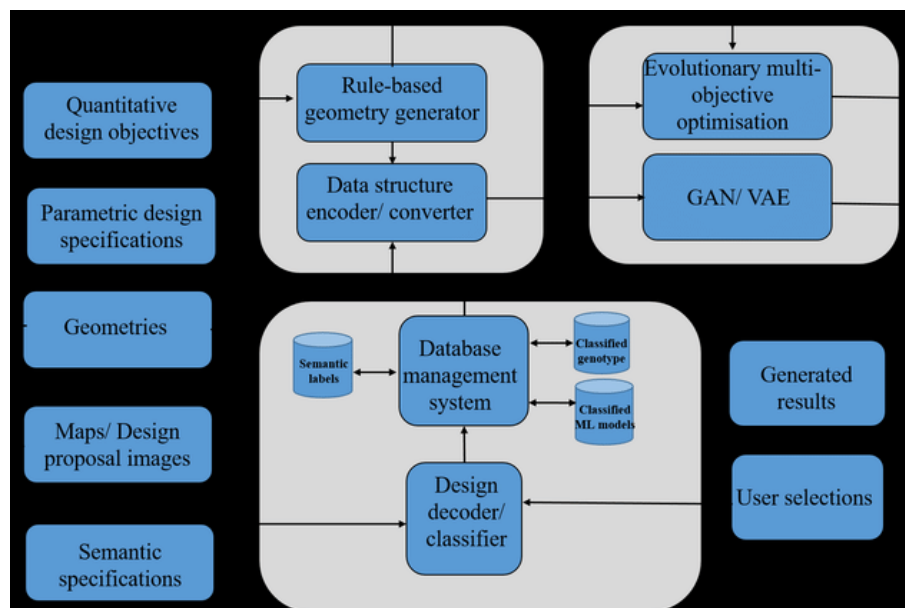 Quantitative
design objectives
Parametric design
specifications
Geometries
Maps/ Design
proposal images
Semantic
specifications
Rule-based
geometry generator
Data structure
encoder/ converter
Evolutionary multi-
objective
optimisation
GAN/ VAE
Semantic
labels
Database
management
system
Classified
genotype
Classified
ML models
Design
decoder/
classifier
Generated
results
User selections